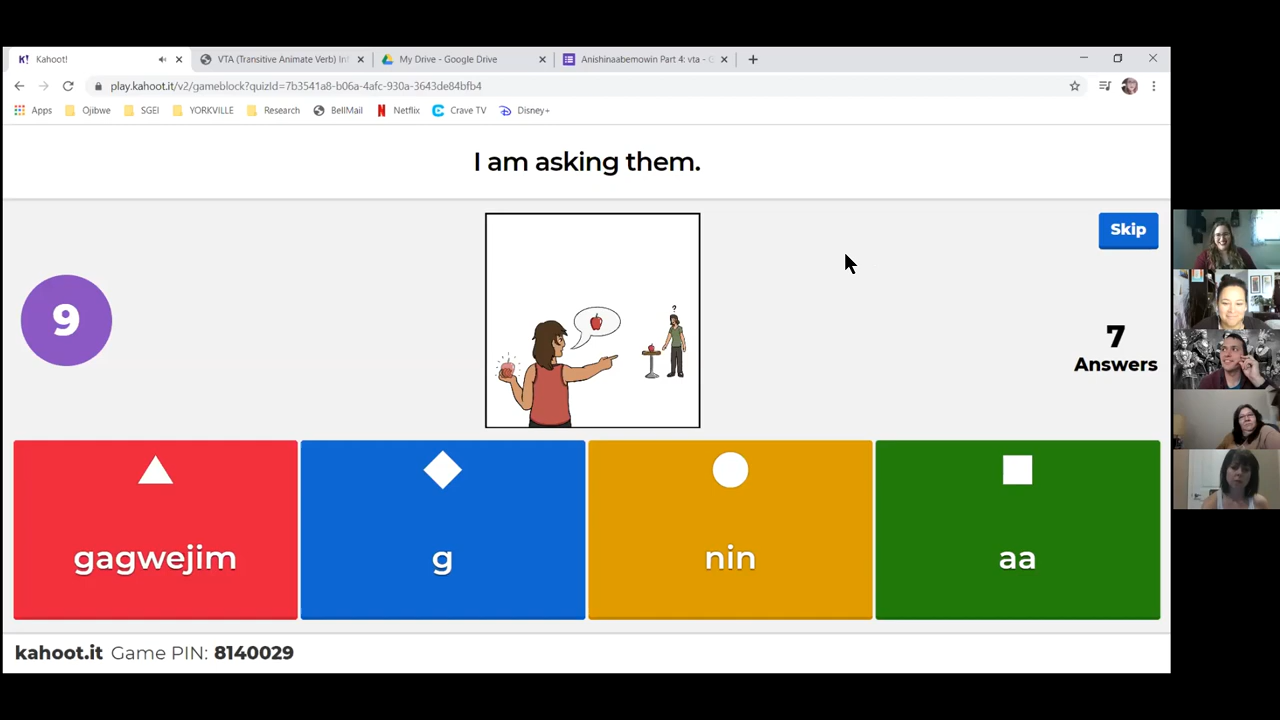 K! Kahoot!
VTA (Transitive Animate Verb) In
My Drive - Google Drive
Anishinaabemowin Part 4: vta - G
play.kahoot.it/v2/gameblock?quizId=7b3541a8-b06a-4afc-930a-3643de84bfb4
Apps Ojibwe SGEI YORKVILLE Research BellMail Netflix Crave TV Disney+
I am asking them.
Skip
9
?
7
Answers
gagwejim
g
nin
aa
kahoot.it Game PIN: 8140029